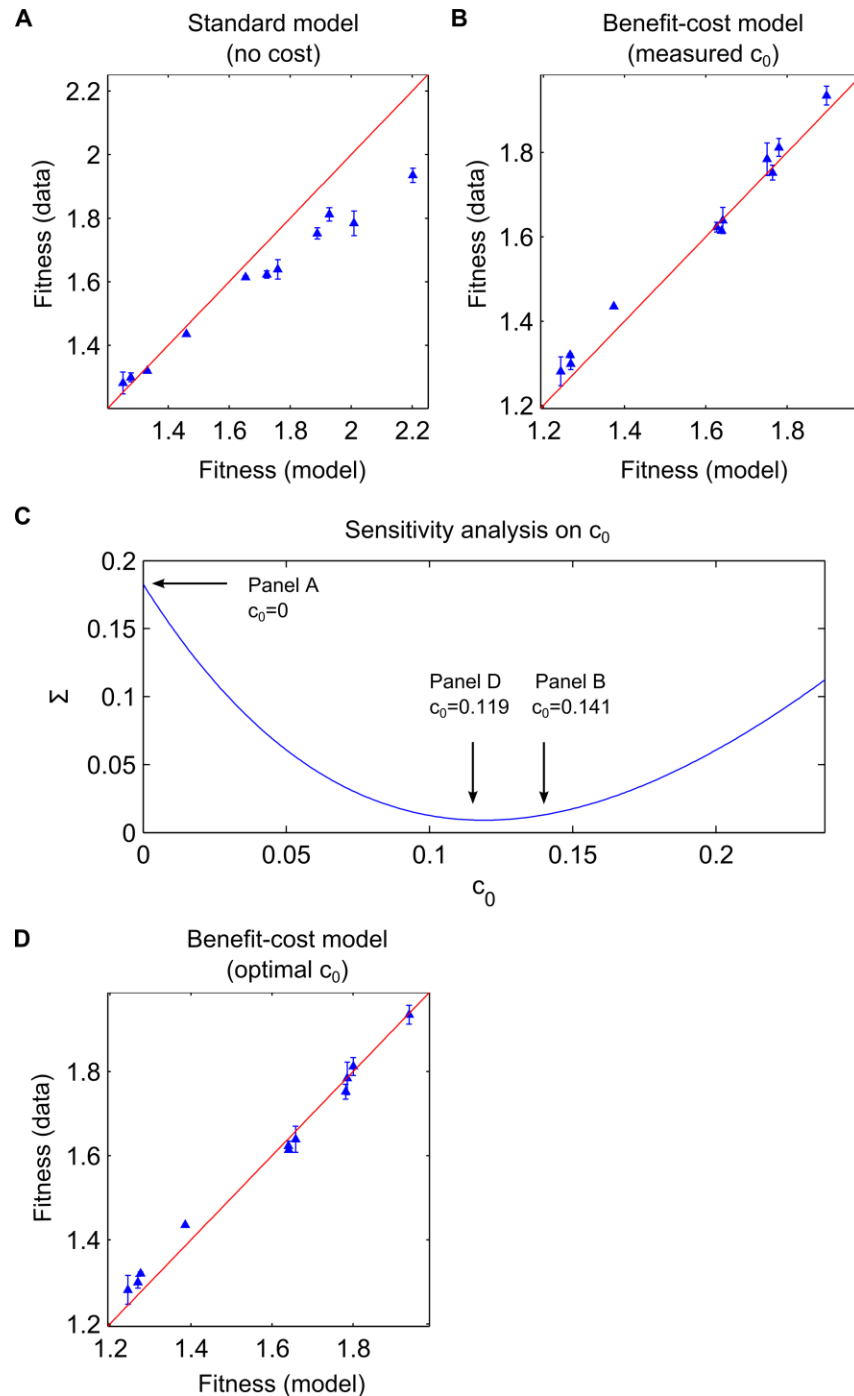 A
Standard model
(no cost)
2.2
2
1.8
1.6
1.4
Fitness (data)
1.4
1.6
1.8
2
2.2
Fitness (model)
B
Benefit-cost model
(measured c₀)
1.8
1.6
1.4
1.2
Fitness (data)
1.2
1.4
1.6
1.8
Fitness (model)
C
Sensitivity analysis on c₀
0.2
0.15
0.1
0.05
0
Σ
Panel A
c₀=0
Panel D
c₀=0.119
Panel B
c₀=0.141
0
0.05
0.1
0.15
0.2
c₀
D
Benefit-cost model
(optimal c₀)
1.8
1.6
1.4
1.2
Fitness (data)
1.2
1.4
1.6
1.8
Fitness (model)